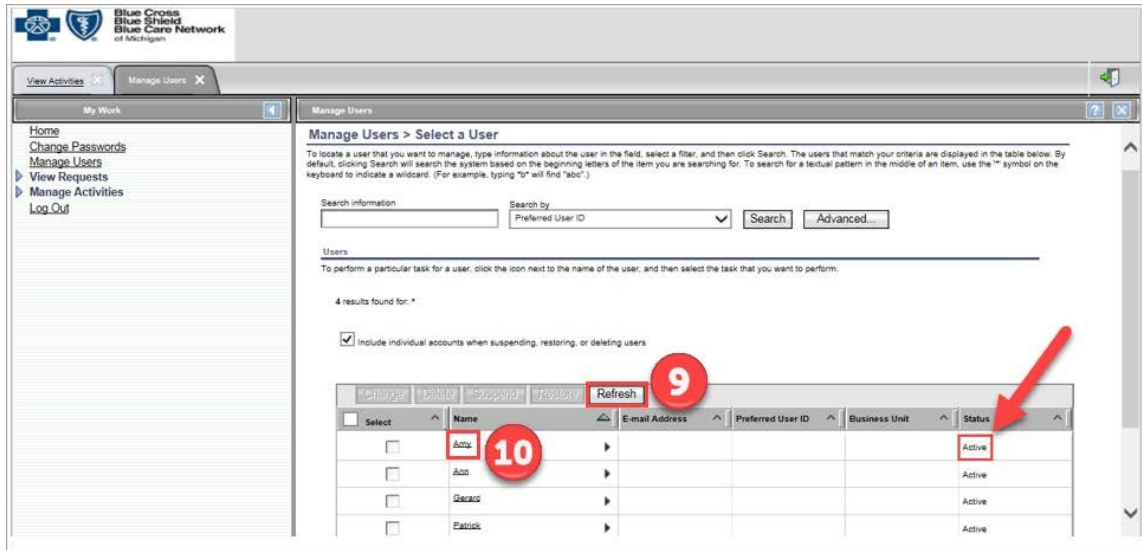 Blue Cross
Blue Shield
Blue Care Network
of Michigan
View Activities
Manage Users X
My Work
Manage Users
?
X
Home
Change Passwords
Manage Users
View Requests
Manage Activities
Log Out
Manage Users > Select a User
To locate a user that you want to manage, type information about the user in the field, select a filter, and then click Search. The users that match your criteria are displayed in the table below. By
default, clicking Search will search the system based on the beginning letters of the item you are searching for. To search for a textual pattern in the middle of an item, use the "*" symbol on the
keyboard to indicate a wildcard. (For example, typing *b* will find "abc".)
Search information
Search by
Preferred User ID
Search
Advanced...
Users
To perform a particular task for a user, click the icon next to the name of the user, and then select the task that you want to perform.
4 results found for: *
Include individual accounts when suspending, restoring, or deleting users
Change Delete Suspend Restore Refresh
9
Select Name E-mail Address Preferred User ID Business Unit Status
Amy Active
10
Ann Active
Gerard Active
Patrick Active